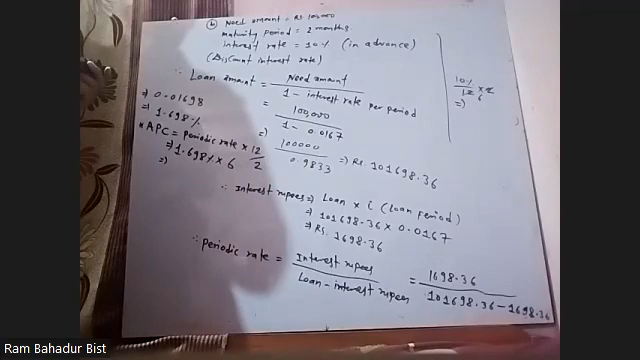 (b) Need amount = RS 100,000
maturity period = 2 months.
interest rate = 10% (in advance)
(Discount interest rate)
∴ Loan amount = Need amount / 1 - interest rate per period
= 100,000 / 1 - 0.0167
⇒ 100000 / 0.9833 ⇒ Rs. 101698.36
∴ Interest rupees ⇒ Loan × i (Loan Period)
⇒ 101698.36 × 0.0167
⇒ Rs. 1698.36
∴ Periodic rate = Interest rupees / Loan - interest rupees = 1698.36 / 101698.36 - 1698.36
⇒ 0.01698
⇒ 1.698%
* APC = Periodic rate × 12/2
⇒ 1.698% × 6
⇒
10% / 12 × 2
6
⇒
Ram Bahadur Bist